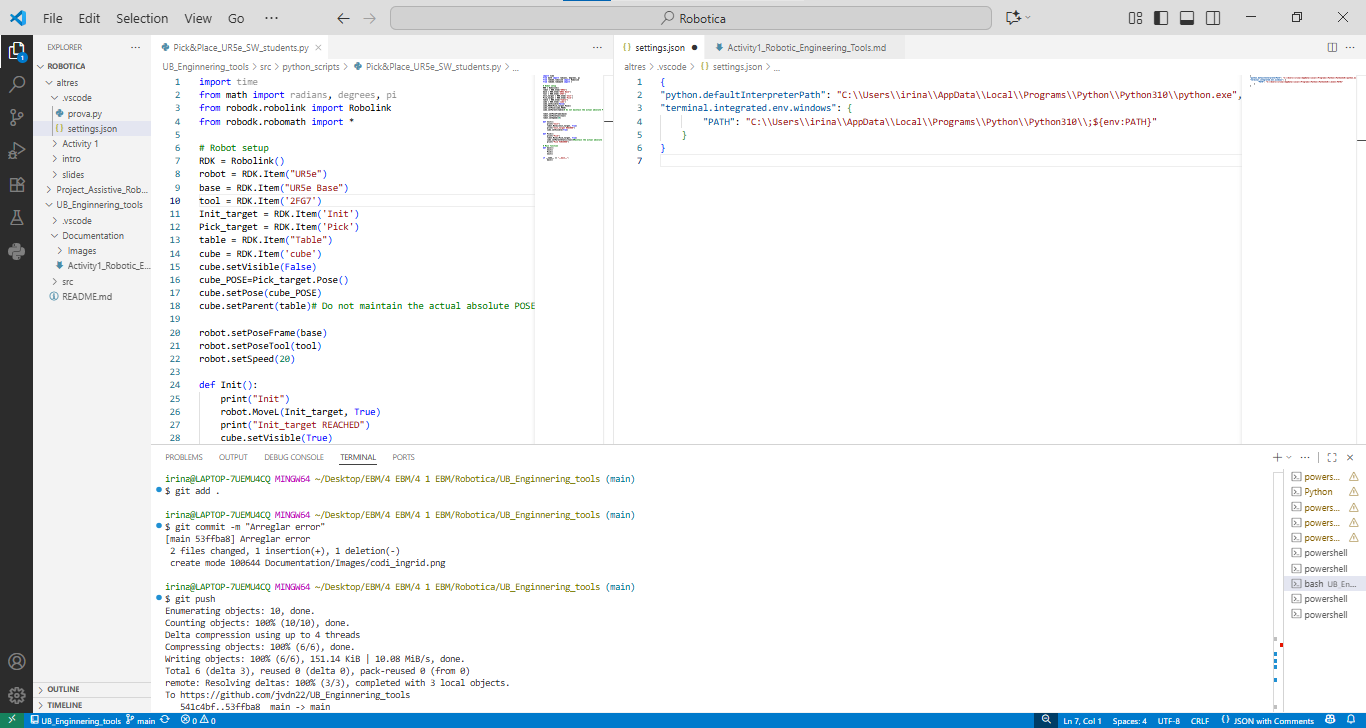 File Edit Selection View Go ··· Robotica
EXPLORER ···
ROBOTICA
altres
.vscode
prova.py
settings.json
Activity 1
intro
slides
Project_Assistive_Rob...
UB_Enginnering_tools
.vscode
Documentation
Images
Activity1_Robotic_E...
src
README.md
OUTLINE
TIMELINE
Pick&Place_UR5e_SW_students.py
UB_Enginnering_tools > src > python_scripts > Pick&Place_UR5e_SW_students.py > ...
1 import time
2 from math import radians, degrees, pi
3 from robodk.robolink import Robolink
4 from robodk.robomath import *
5
6 # Robot setup
7 RDK = Robolink()
8 robot = RDK.Item("UR5e")
9 base = RDK.Item("UR5e Base")
10 tool = RDK.Item('2FG7')
11 Init_target = RDK.Item('Init')
12 Pick_target = RDK.Item('Pick')
13 table = RDK.Item("Table")
14 cube = RDK.Item('cube')
15 cube.setVisible(False)
16 cube_POSE=Pick_target.Pose()
17 cube.setPose(cube_POSE)
18 cube.setParent(table)# Do not maintain the actual absolute POSE
19
20 robot.setPoseFrame(base)
21 robot.setPoseTool(tool)
22 robot.setSpeed(20)
23
24 def Init():
25 print("Init")
26 robot.MoveL(Init_target, True)
27 print("Init_target REACHED")
28 cube.setVisible(True)
settings.json Activity1_Robotic_Engineering_Tools.md
altres > .vscode > { } settings.json > ...
1 {
2 "python.defaultInterpreterPath": "C:\\Users\\irina\\AppData\\Local\\Programs\\Python\\Python310\\python.exe",
3 "terminal.integrated.env.windows": {
4 "PATH": "C:\\Users\\irina\\AppData\\Local\\Programs\\Python\\Python310\\;${env:PATH}"
5 }
6 }
7
PROBLEMS OUTPUT DEBUG CONSOLE TERMINAL PORTS
irina@LAPTOP-7UEMU4CQ MINGW64 ~/Desktop/EBM/4 EBM/4 1 EBM/Robotica/UB_Enginnering_tools (main)
$ git add .
irina@LAPTOP-7UEMU4CQ MINGW64 ~/Desktop/EBM/4 EBM/4 1 EBM/Robotica/UB_Enginnering_tools (main)
$ git commit -m "Arreglar error"
[main 53ffba8] Arreglar error
2 files changed, 1 insertion(+), 1 deletion(-)
create mode 100644 Documentation/Images/codi_ingrid.png
irina@LAPTOP-7UEMU4CQ MINGW64 ~/Desktop/EBM/4 EBM/4 1 EBM/Robotica/UB_Enginnering_tools (main)
$ git push
Enumerating objects: 10, done.
Counting objects: 100% (10/10), done.
Delta compression using up to 4 threads
Compressing objects: 100% (6/6), done.
Writing objects: 100% (6/6), 151.14 KiB | 10.08 MiB/s, done.
Total 6 (delta 3), reused 0 (delta 0), pack-reused 0 (from 0)
remote: Resolving deltas: 100% (3/3), completed with 3 local objects.
To https://github.com/jvdn22/UB_Enginnering_tools
541c4bf..53ffba8 main -> main
powers...
Python
powers...
powers...
powers...
powershell
powershell
bash UB_En...
powershell
powershell
UB_Enginnering_tools main 0 0 Ln 7, Col 1 Spaces: 4 UTF-8 CRLF { } JSON with Comments